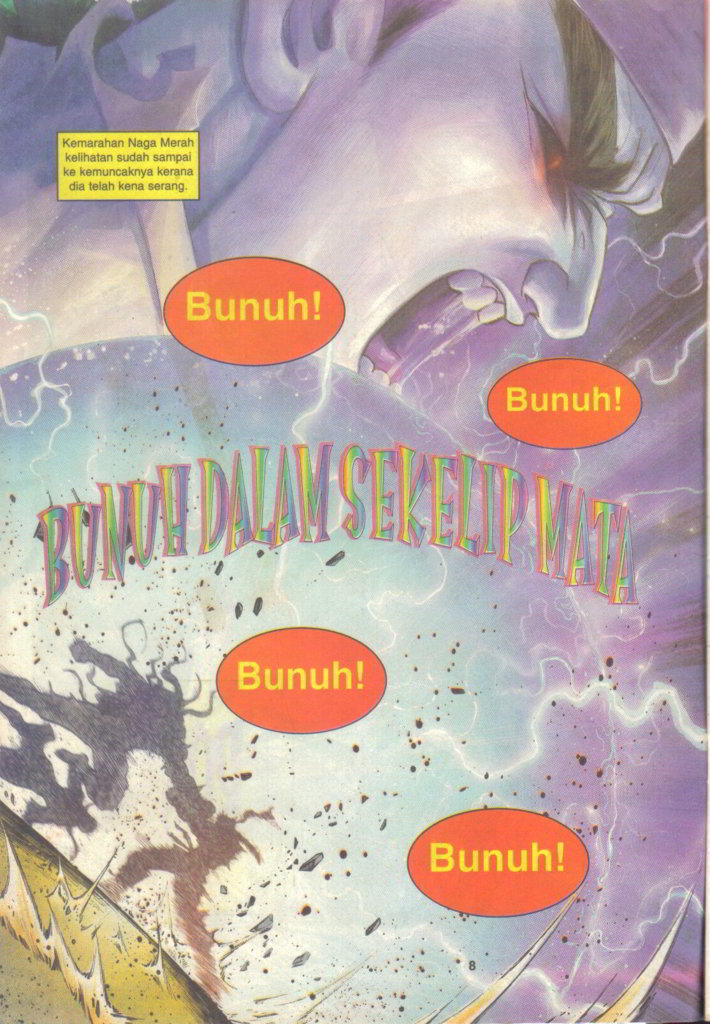 Kemarahan Naga Merah
kelihatan sudah sampai
ke kemuncaknya kerana
dia telah kena serang.
Bunuh!
Bunuh!
BUNUH DALAM SEKELIP MATA
Bunuh!
Bunuh!
8